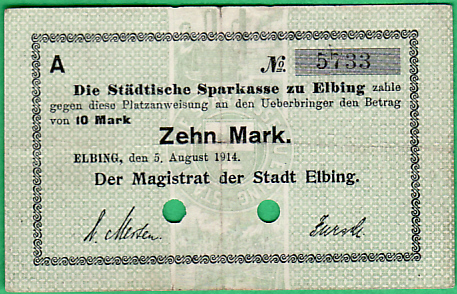 A № 5733
Die Städtische Sparkasse zu Elbing zahle
gegen diese Platzanweisung an den Ueberbringer den Betrag
von 10 Mark
Zehn Mark.
ELBING, den 5. August 1914.
Der Magistrat der Stadt Elbing.